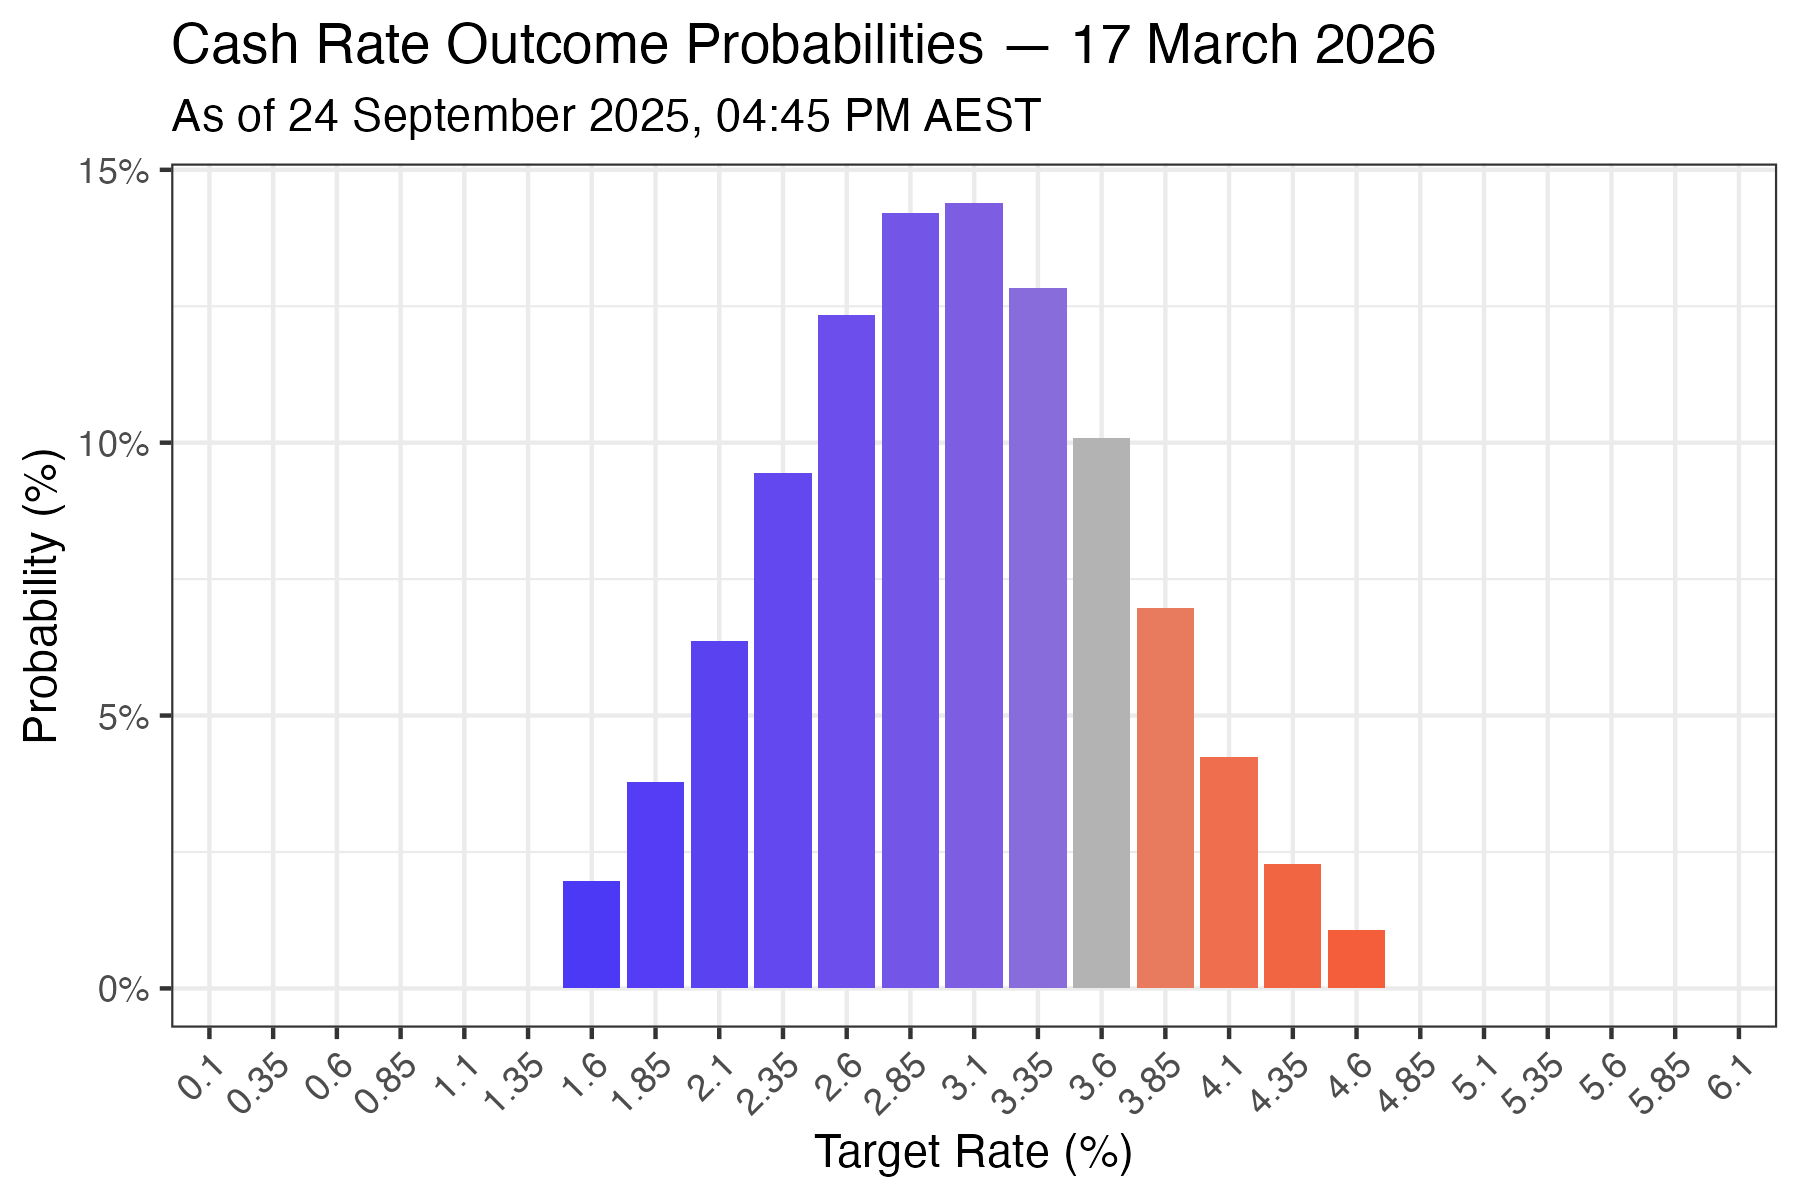 Cash Rate Outcome Probabilities — 17 March 2026
As of 24 September 2025, 04:45 PM AEST
Probability (%)
15%
10%
5%
0%
0.1 0.35 0.6 0.85 1.1 1.35 1.6 1.85 2.1 2.35 2.6 2.85 3.1 3.35 3.6 3.85 4.1 4.35 4.6 4.85 5.1 5.35 5.6 5.85 6.1
Target Rate (%)